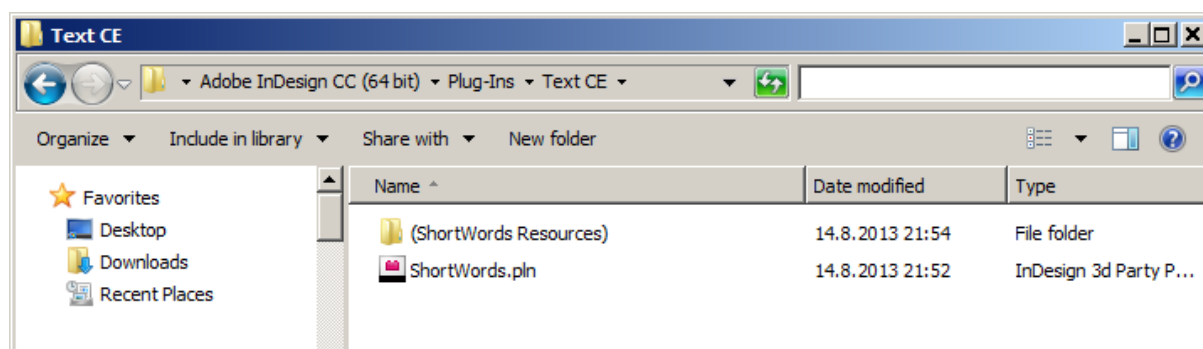 Text CE
Adobe InDesign CC (64 bit) Plug-Ins Text CE
Organize Include in library Share with New folder
Favorites
Desktop
Downloads
Recent Places
Name Date modified Type
(ShortWords Resources) 14.8.2013 21:54 File folder
ShortWords.pln 14.8.2013 21:52 InDesign 3d Party P...